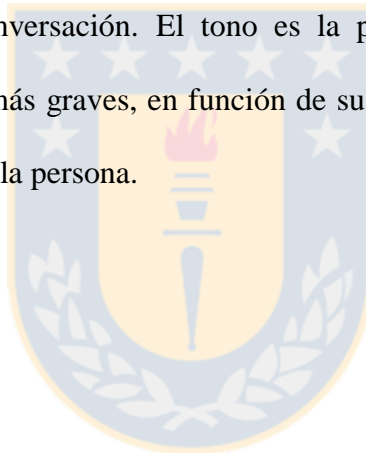 nversación. El tono es la p
más graves, en función de su
la persona.